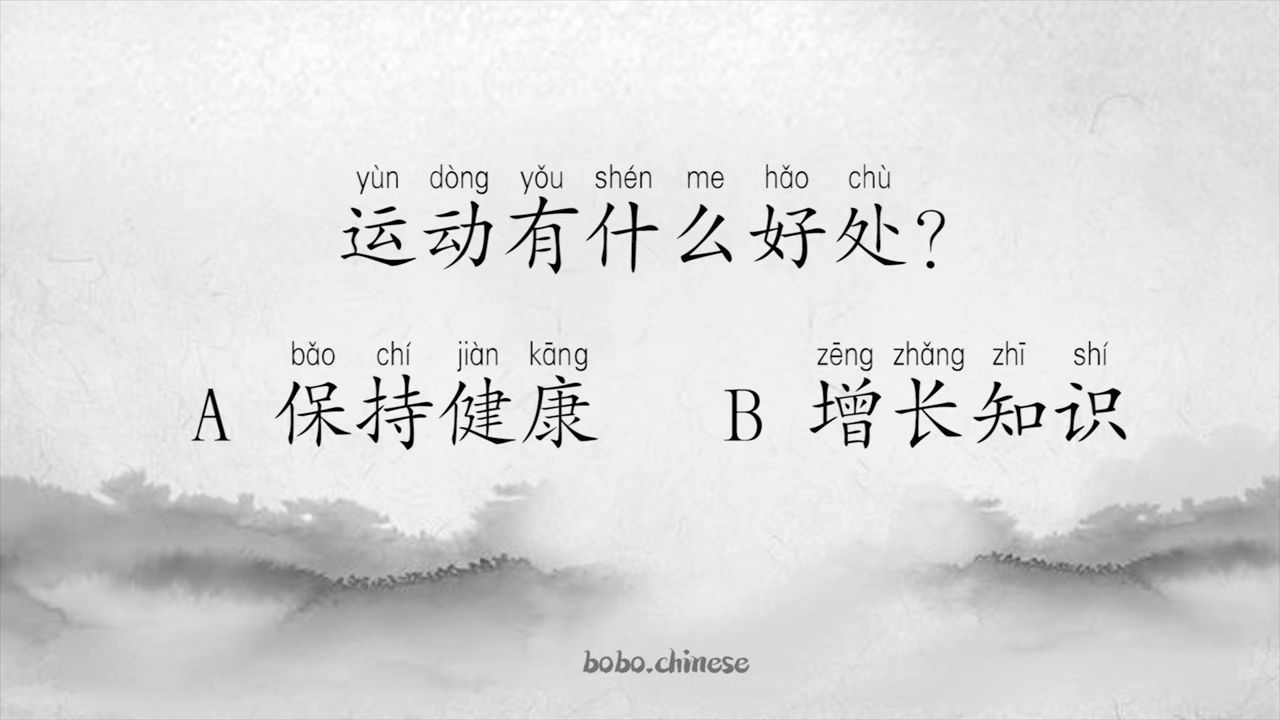 yùn dòng yǒu shén me hǎo chù
运动有什么好处?
bǎo chí jiàn kāng zēng zhǎng zhī shí
A 保持健康 B 增长知识
bobo.chinese